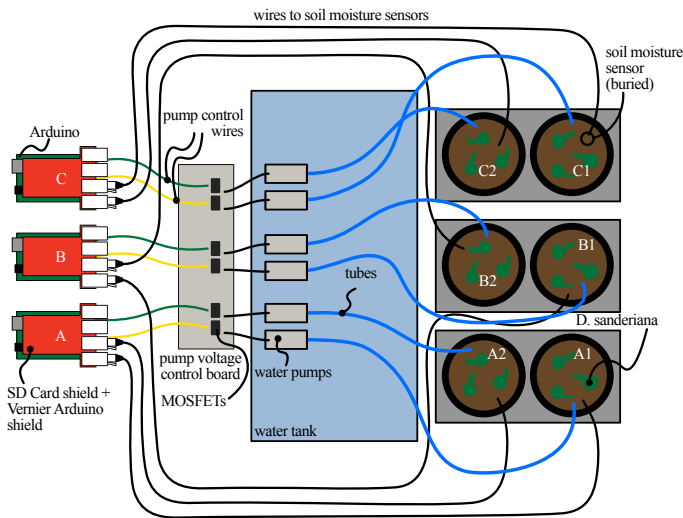 wires to soil moisture sensors
soil moisture
sensor
(buried)
Arduino
pump control
wires
C
C2
C1
B
B1
B2
tubes
D. sanderiana
A
A2
A1
pump voltage
control board
water pumps
MOSFETs
SD Card shield +
Vernier Arduino
shield
water tank